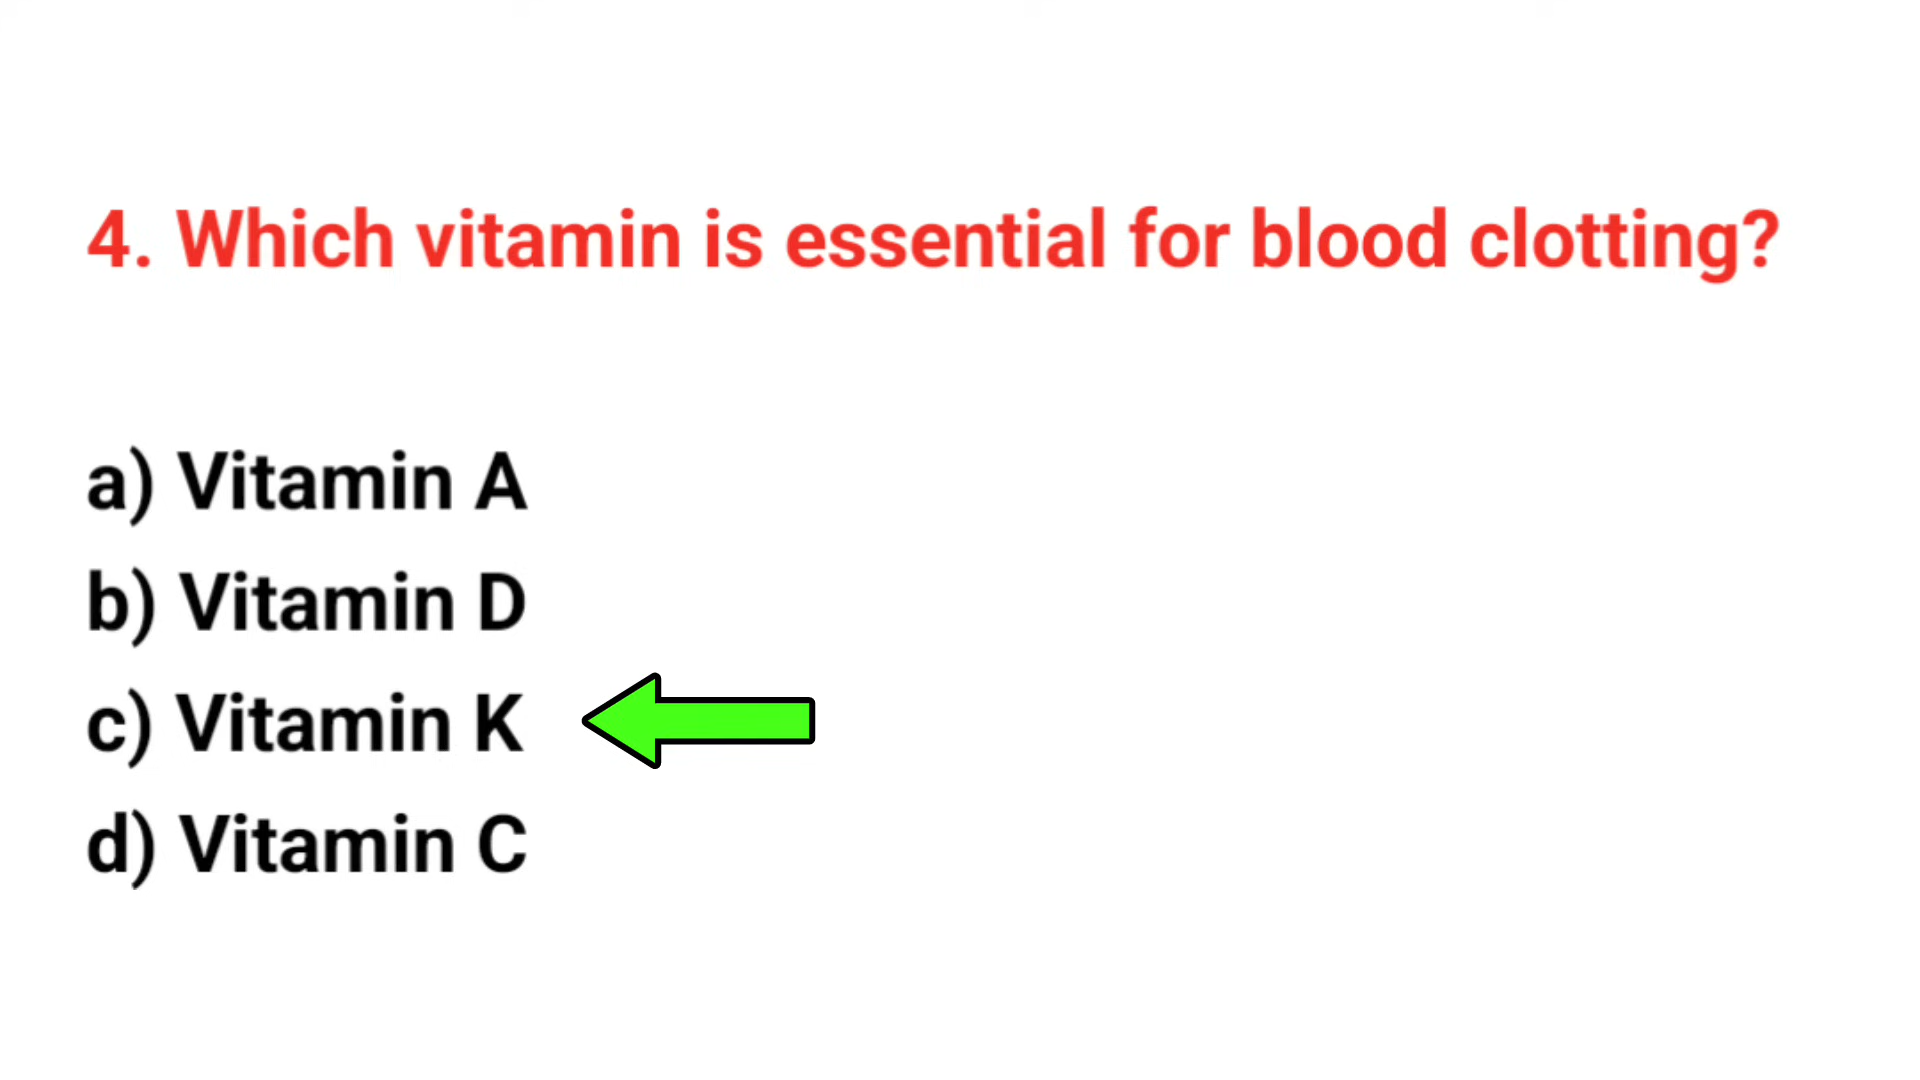 4. Which vitamin is essential for blood clotting?
a) Vitamin A
b) Vitamin D
c) Vitamin K
d) Vitamin C